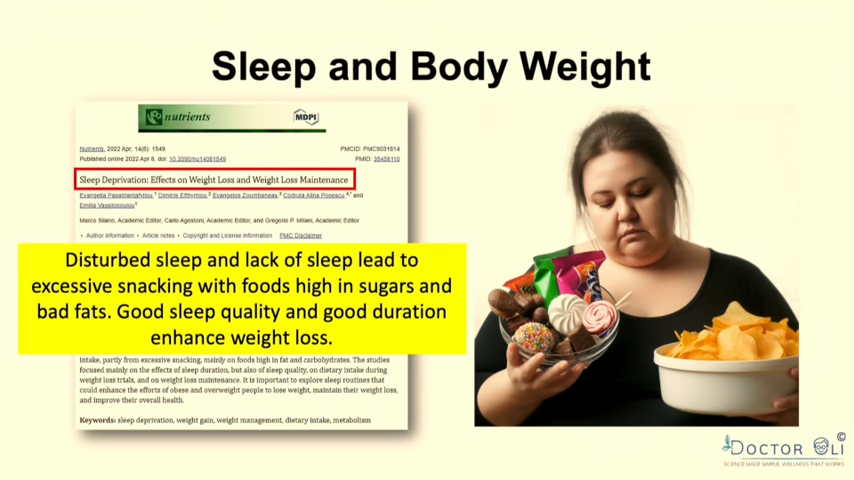 Sleep and Body Weight
nutrients
MDPI
Nutrients. 2022 Apr; 14(8): 1549.
PMCID: PMC9031614
Published online 2022 Apr 8. doi: 10.3390/nu14081549
PMID: 35458110
Sleep Deprivation: Effects on Weight Loss and Weight Loss Maintenance
Evangelia Papatriantafyllou,1 Dimitris Efthymiou,2 Evangelos Zoumbaneas,3 Codruta Alina Popescu,4,* and
Emilia Vassilopoulou1
Marco Silano, Academic Editor, Carlo Agostoni, Academic Editor, and Gregorio P. Milani, Academic Editor
• Author information • Article notes • Copyright and License information PMC Disclaimer
Disturbed sleep and lack of sleep lead to
excessive snacking with foods high in sugars and
bad fats. Good sleep quality and good duration
enhance weight loss.
intake, partly from excessive snacking, mainly on foods high in fat and carbohydrates. The studies
focused mainly on the effects of sleep duration, but also of sleep quality, on dietary intake during
weight loss trials, and on weight loss maintenance. It is important to explore sleep routines that
could enhance the efforts of obese and overweight people to lose weight, maintain their weight loss,
and improve their overall health.
Keywords: sleep deprivation, weight gain, weight management, dietary intake, metabolism
DOCTOR OLI ©
SCIENCE MADE SIMPLE, WELLNESS THAT WORKS